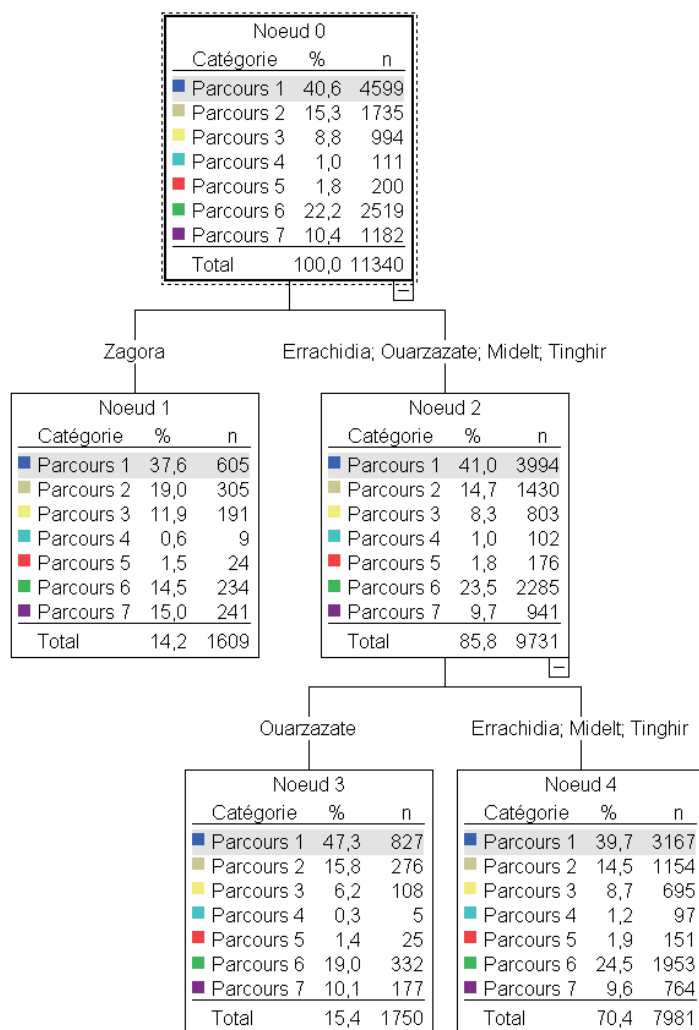 Noeud 0
Catégorie % n
Parcours 1 40,6 4599
Parcours 2 15,3 1735
Parcours 3 8,8 994
Parcours 4 1,0 111
Parcours 5 1,8 200
Parcours 6 22,2 2519
Parcours 7 10,4 1182
Total 100,0 11340
Zagora
Errachidia; Ouarzazate; Midelt; Tinghir
Noeud 1
Catégorie % n
Parcours 1 37,6 605
Parcours 2 19,0 305
Parcours 3 11,9 191
Parcours 4 0,6 9
Parcours 5 1,5 24
Parcours 6 14,5 234
Parcours 7 15,0 241
Total 14,2 1609
Noeud 2
Catégorie % n
Parcours 1 41,0 3994
Parcours 2 14,7 1430
Parcours 3 8,3 803
Parcours 4 1,0 102
Parcours 5 1,8 176
Parcours 6 23,5 2285
Parcours 7 9,7 941
Total 85,8 9731
Ouarzazate
Errachidia; Midelt; Tinghir
Noeud 3
Catégorie % n
Parcours 1 47,3 827
Parcours 2 15,8 276
Parcours 3 6,2 108
Parcours 4 0,3 5
Parcours 5 1,4 25
Parcours 6 19,0 332
Parcours 7 10,1 177
Total 15,4 1750
Noeud 4
Catégorie % n
Parcours 1 39,7 3167
Parcours 2 14,5 1154
Parcours 3 8,7 695
Parcours 4 1,2 97
Parcours 5 1,9 151
Parcours 6 24,5 1953
Parcours 7 9,6 764
Total 70,4 7981